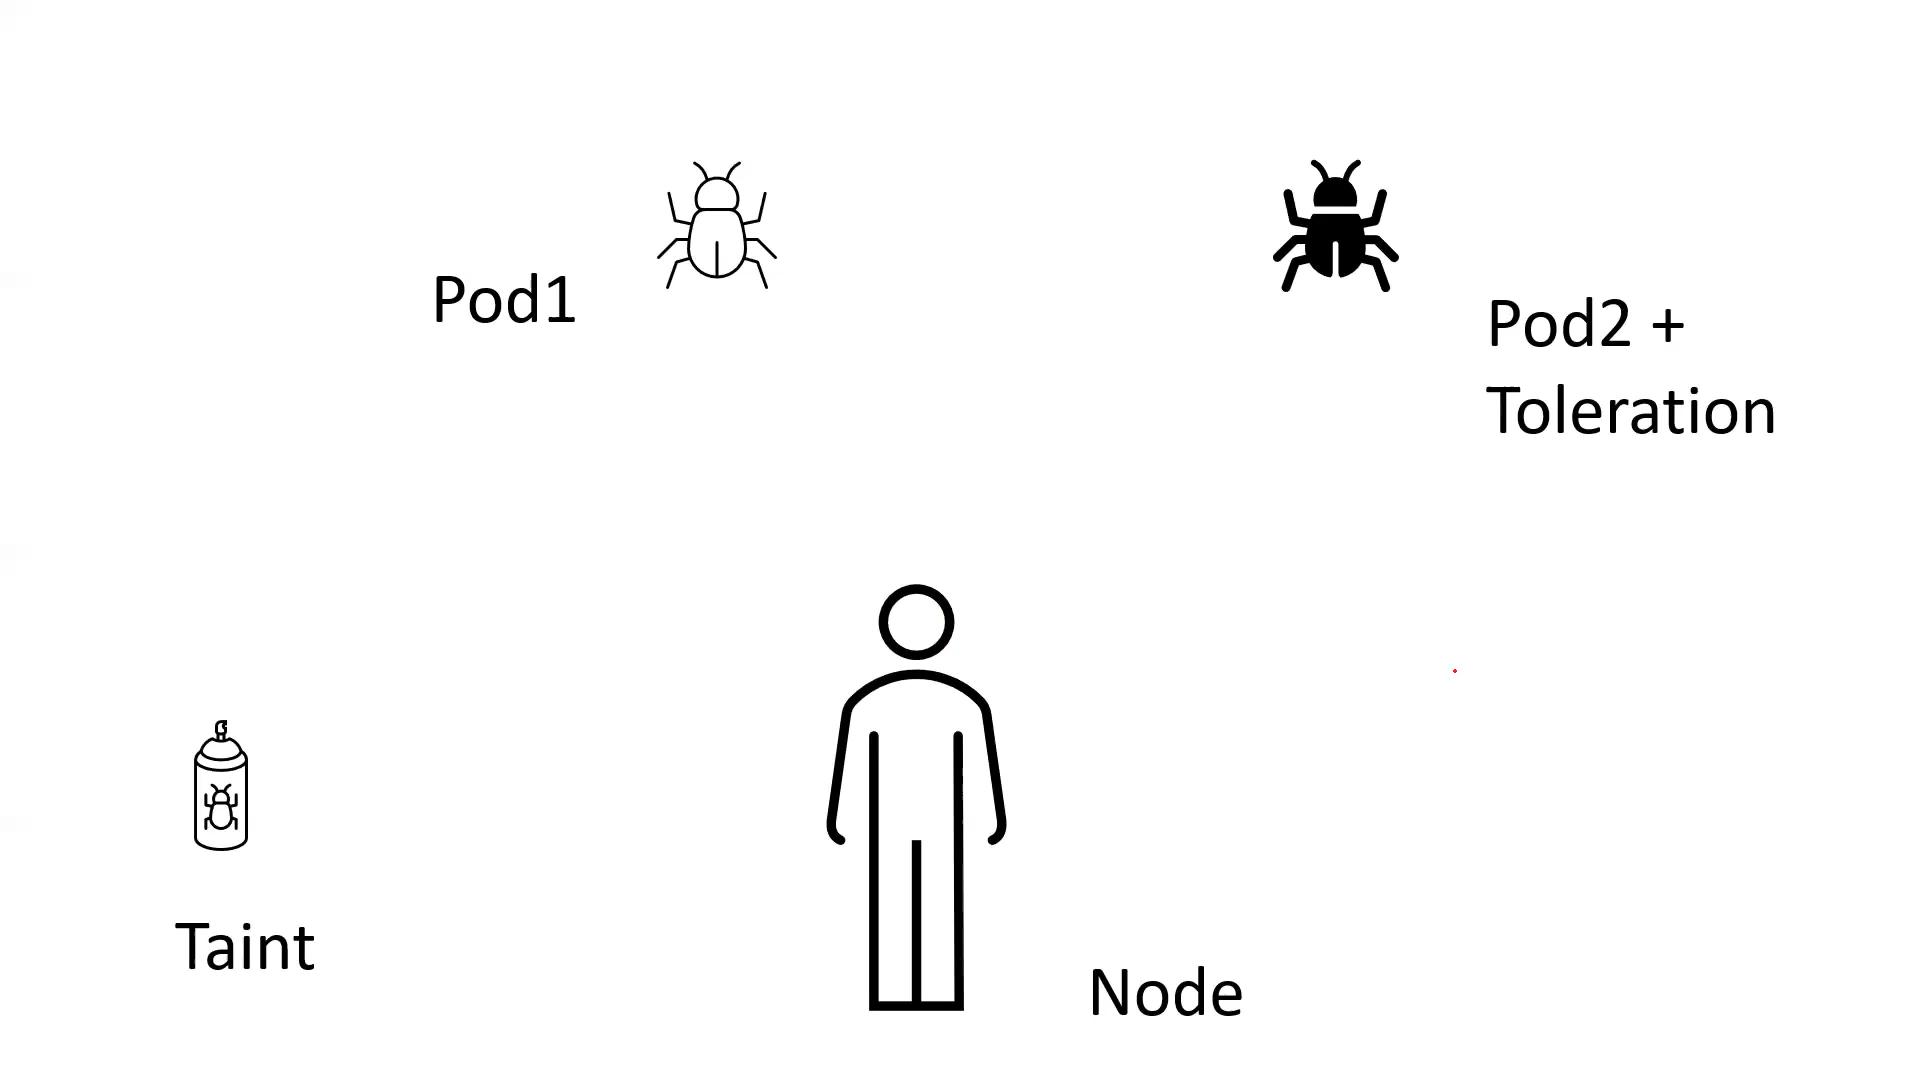 Pod1
Pod2 +
Toleration
Taint
Node